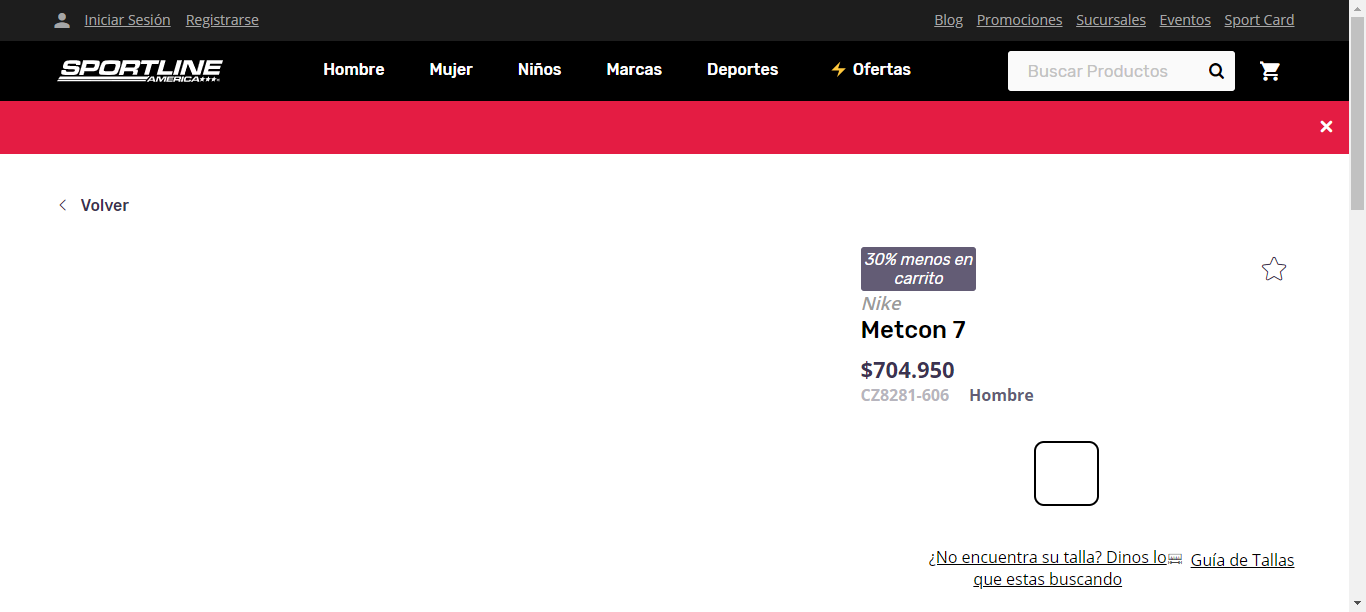 Iniciar Sesión Registrarse Blog Promociones Sucursales Eventos Sport Card
SPORTLINE AMERICA Hombre Mujer Niños Marcas Deportes Ofertas Buscar Productos
Volver
30% menos en
carrito
Nike
Metcon 7
$704.950
CZ8281-606 Hombre
¿No encuentra su talla? Dinos lo
que estas buscando
Guía de Tallas